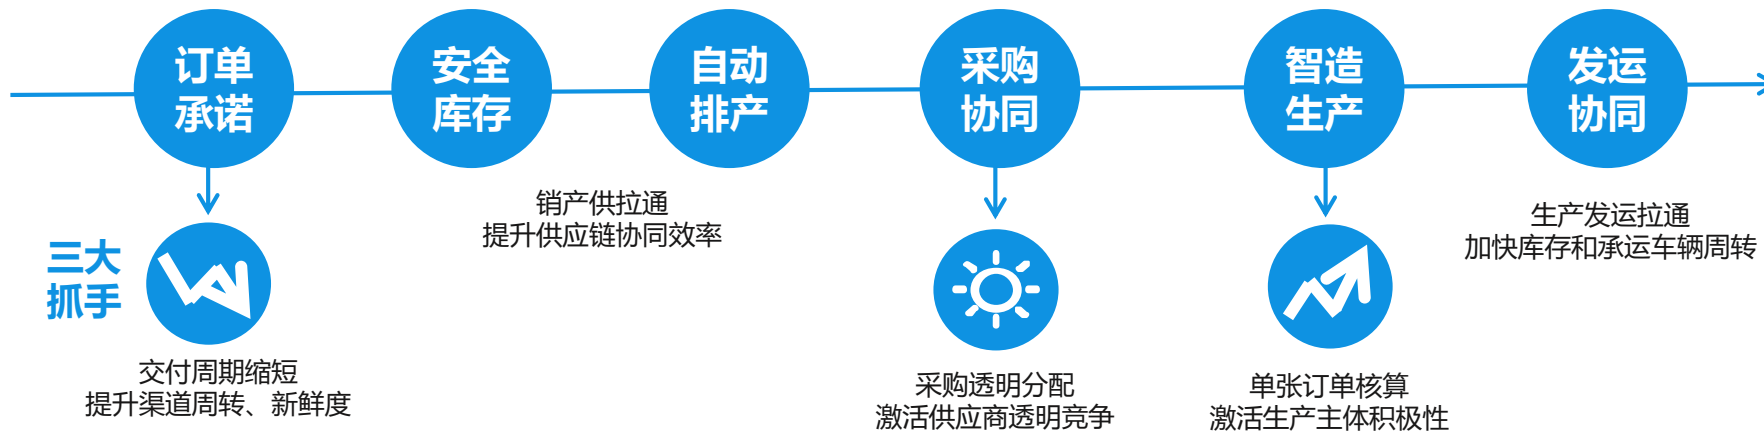 订单
承诺
安全
库存
自动
排产
采购
协同
智造
生产
发运
协同
销产供拉通
提升供应链协同效率
生产发运拉通
加快库存和承运车辆周转
三大
抓手
交付周期缩短
提升渠道周转、新鲜度
采购透明分配
激活供应商透明竞争
单张订单核算
激活生产主体积极性